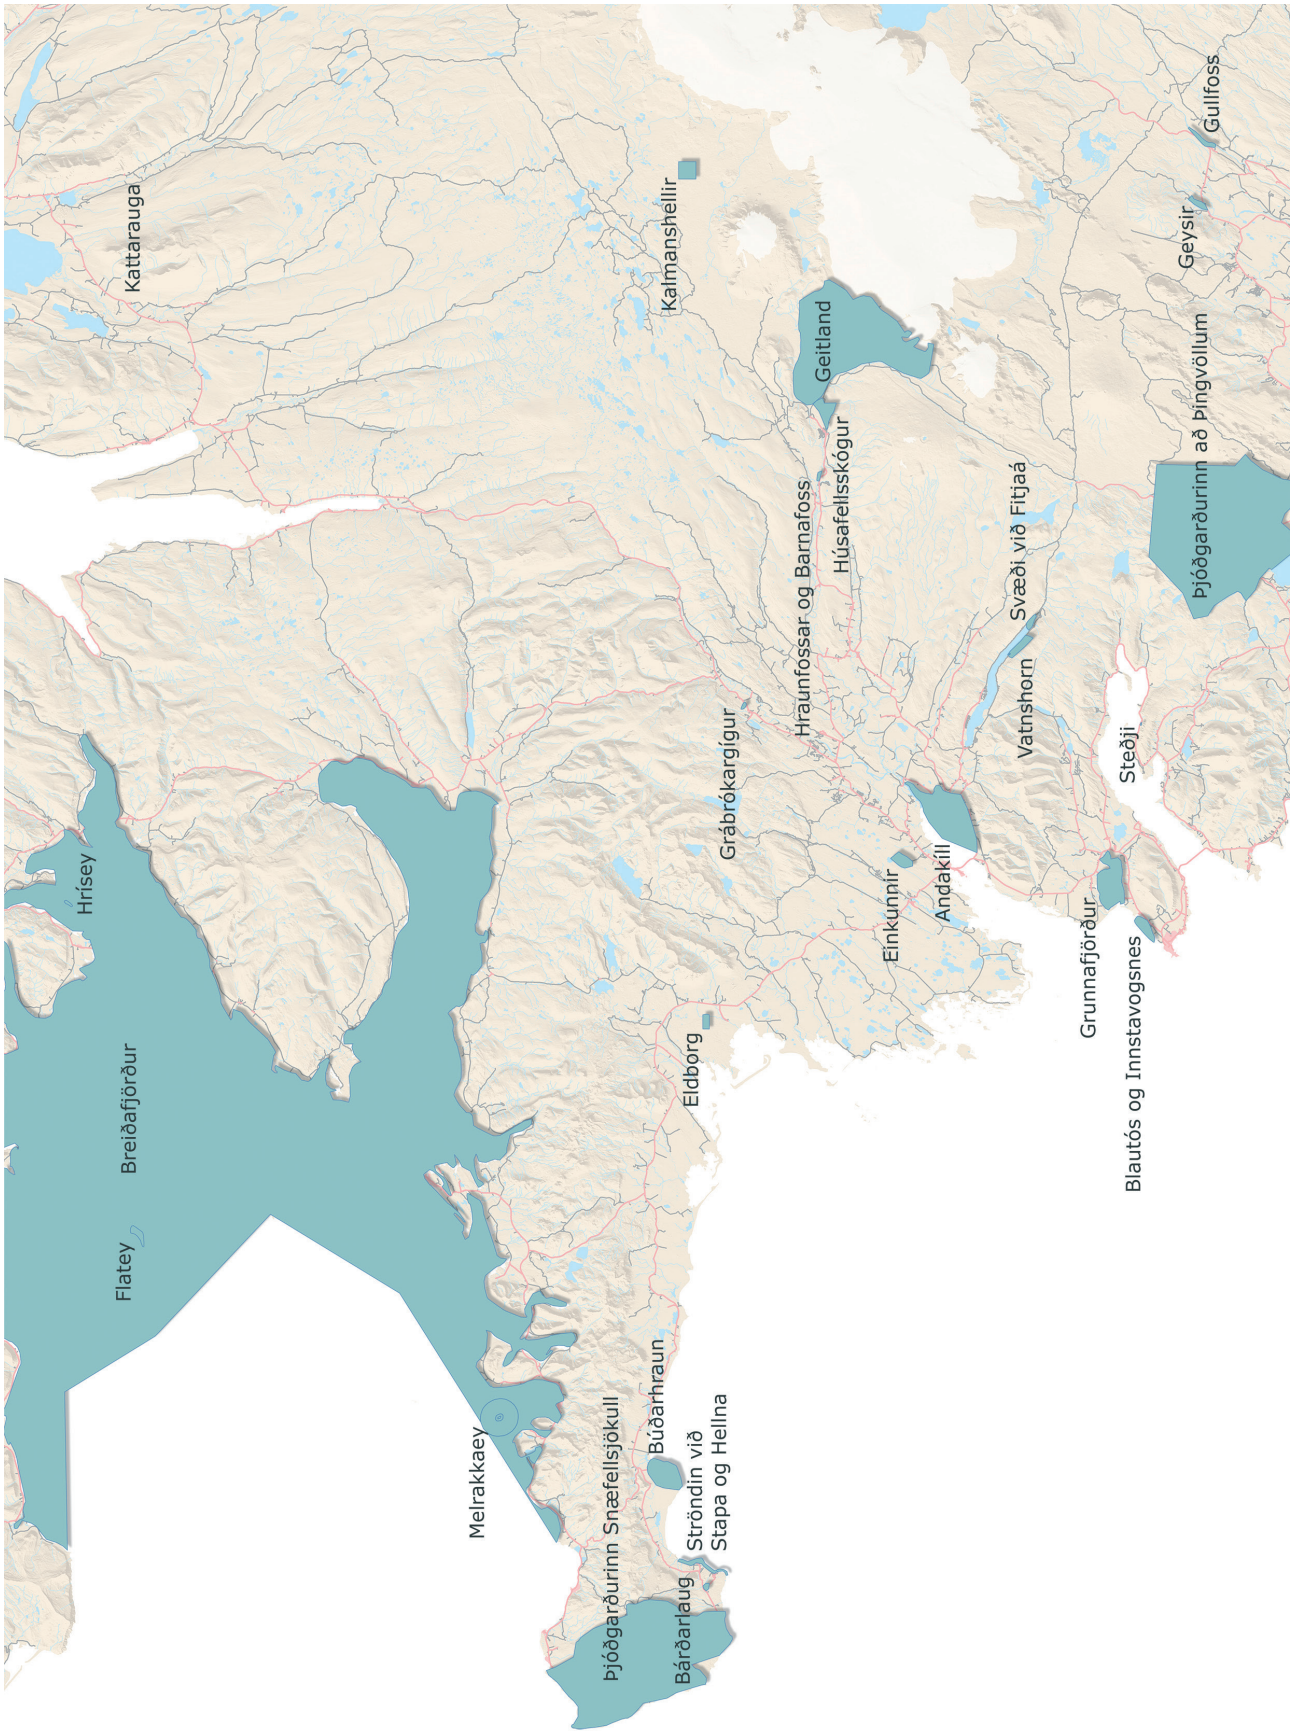 Hrísey
Kattarauga
Flatey
Breiðafjörður
Melrakkaey
Þjóðgarðurinn Snæfellsjökull
Búðarhraun
Bárðarlaug
Ströndin við
Stapa og Hellna
Eldborg
Grábrókargígur
Kalmanshellir
Hraunfossar og Barnafoss
Geitland
Húsafellsskógur
Einkunnir
Andakíll
Vatnshorn
Svæði við Fitjaá
Grunnafjörður
Blautós og Innstavogsnes
Steðji
Þjóðgarðurinn að Þingvöllum
Geysir
Gullfoss